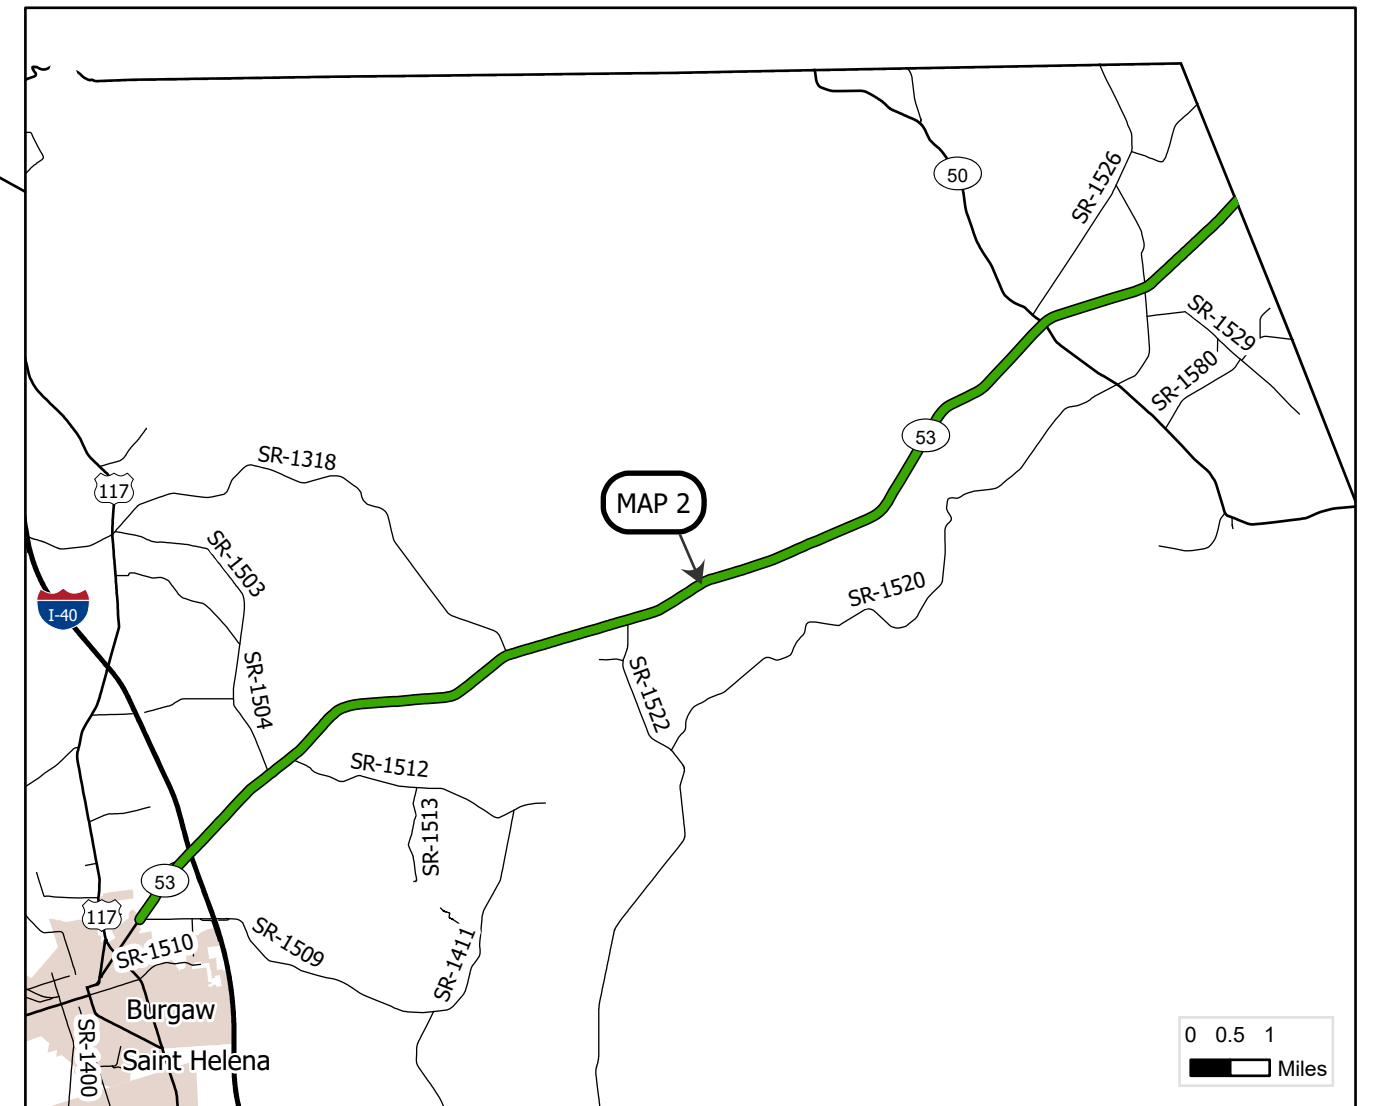 50
SR-1526
SR-1529
SR-1580
53
SR-1318
117
MAP 2
SR-1503
SR-1520
I-40
SR-1504
SR-1522
SR-1512
SR-1513
53
117
SR-1510
SR-1509
SR-1411
Burgaw
SR-1400
Saint Helena
0 0.5 1
Miles